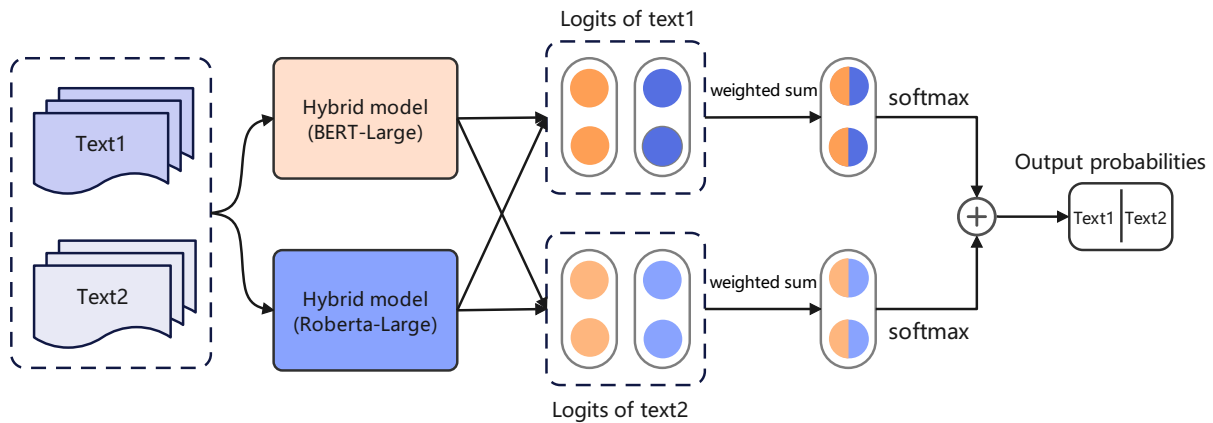 Logits of text1
Text1
Text2
Hybrid model
(BERT-Large)
Hybrid model
(Roberta-Large)
weighted sum
softmax
weighted sum
softmax
Logits of text2
Output probabilities
Text1
Text2